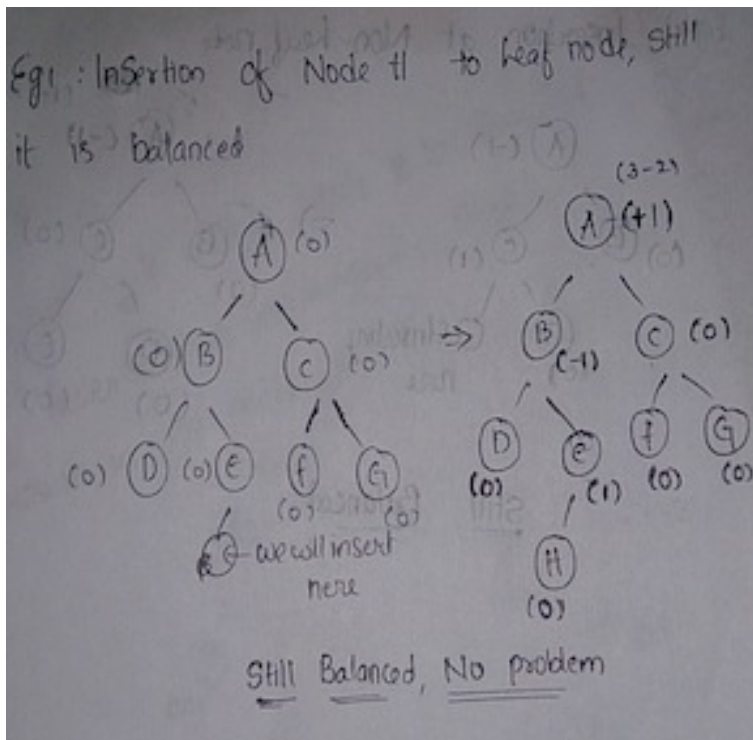 Eg1 : Insertion of Node H to Leaf node, Still
it is balanced
(3-2)
A (0)
A (+1)
(0) B
C (0)
→
B (-1)
C (0)
(0) D
(0) e
f (0)
G (0)
D (0)
e (1)
f (0)
G (0)
we will insert
here
H (0)
Still Balanced, No problem